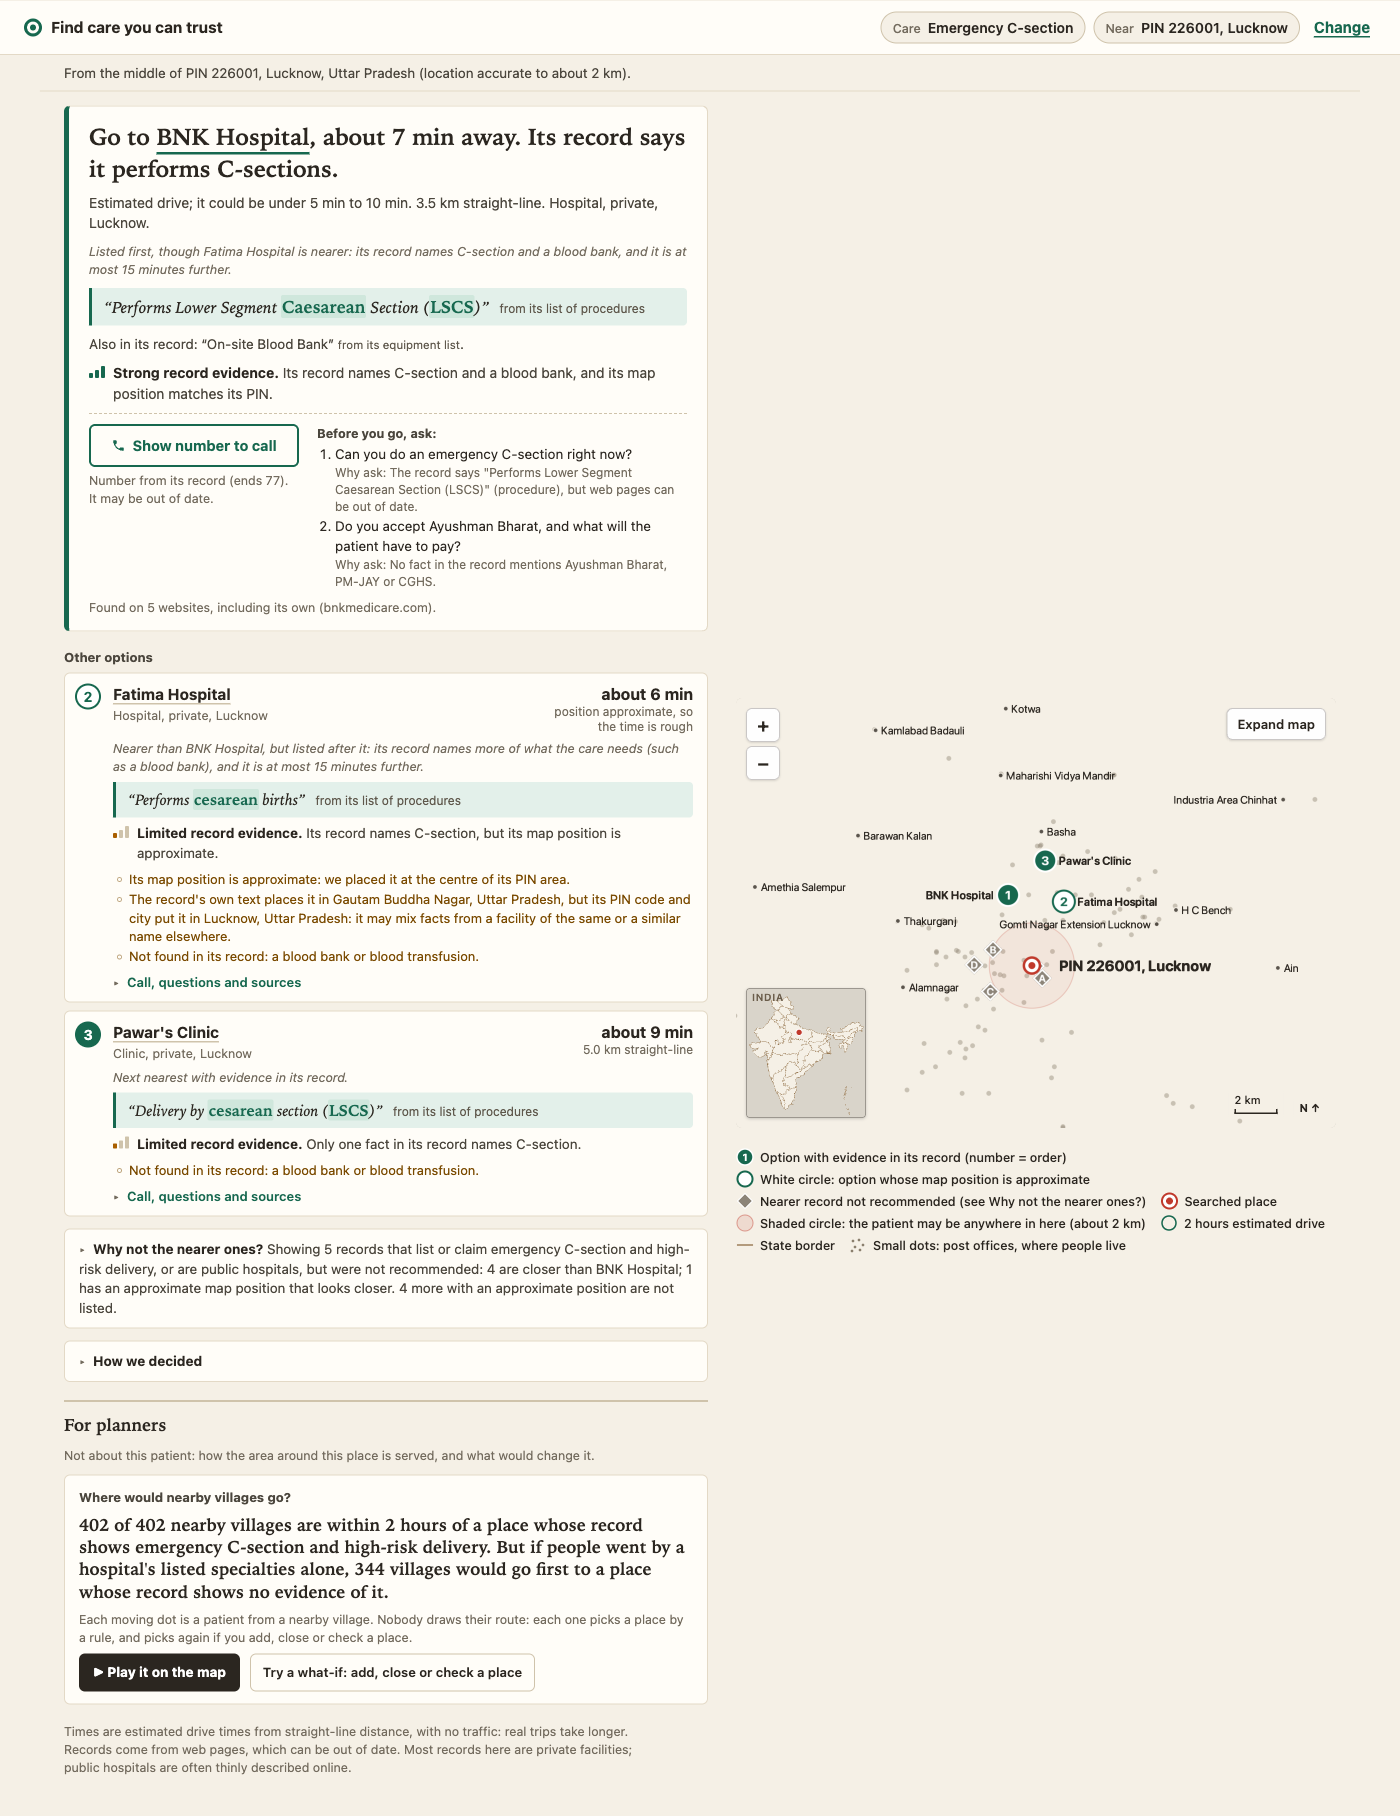 Find care you can trust
Care Emergency C-section
Near PIN 226001, Lucknow
Change
From the middle of PIN 226001, Lucknow, Uttar Pradesh (location accurate to about 2 km).
Go to BNK Hospital, about 7 min away. Its record says
it performs C-sections.
Estimated drive; it could be under 5 min to 10 min. 3.5 km straight-line. Hospital, private,
Lucknow.
Listed first, though Fatima Hospital is nearer: its record names C-section and a blood bank, and it is at
most 15 minutes further.
“Performs Lower Segment Caesarean Section (LSCS)” from its list of procedures
Also in its record: “On-site Blood Bank” from its equipment list.
Strong record evidence. Its record names C-section and a blood bank, and its map
position matches its PIN.
Show number to call
Number from its record (ends 77).
It may be out of date.
Before you go, ask:
1. Can you do an emergency C-section right now?
Why ask: The record says "Performs Lower Segment
Caesarean Section (LSCS)" (procedure), but web pages can
be out of date.
2. Do you accept Ayushman Bharat, and what will the
patient have to pay?
Why ask: No fact in the record mentions Ayushman Bharat,
PM-JAY or CGHS.
Found on 5 websites, including its own (bnkmedicare.com).
Other options
2
Fatima Hospital
about 6 min
Hospital, private, Lucknow
position approximate, so
the time is rough
Nearer than BNK Hospital, but listed after it: its record names more of what the care needs (such
as a blood bank), and it is at most 15 minutes further.
“Performs cesarean births” from its list of procedures
Limited record evidence. Its record names C-section, but its map position is
approximate.
Its map position is approximate: we placed it at the centre of its PIN area.
The record's own text places it in Gautam Buddha Nagar, Uttar Pradesh, but its PIN code and
city put it in Lucknow, Uttar Pradesh: it may mix facts from a facility of the same or a similar
name elsewhere.
Not found in its record: a blood bank or blood transfusion.
Call, questions and sources
3
Pawar's Clinic
about 9 min
Clinic, private, Lucknow
5.0 km straight-line
Next nearest with evidence in its record.
“Delivery by cesarean section (LSCS)” from its list of procedures
Limited record evidence. Only one fact in its record names C-section.
Not found in its record: a blood bank or blood transfusion.
Call, questions and sources
Why not the nearer ones? Showing 5 records that list or claim emergency C-section and high-
risk delivery, or are public hospitals, but were not recommended: 4 are closer than BNK Hospital; 1
has an approximate map position that looks closer. 4 more with an approximate position are not
listed.
How we decided
For planners
Not about this patient: how the area around this place is served, and what would change it.
Where would nearby villages go?
402 of 402 nearby villages are within 2 hours of a place whose record
shows emergency C-section and high-risk delivery. But if people went by a
hospital's listed specialties alone, 344 villages would go first to a place
whose record shows no evidence of it.
Each moving dot is a patient from a nearby village. Nobody draws their route: each one picks a place by
a rule, and picks again if you add, close or check a place.
Play it on the map
Try a what-if: add, close or check a place
Times are estimated drive times from straight-line distance, with no traffic: real trips take longer.
Records come from web pages, which can be out of date. Most records here are private facilities;
public hospitals are often thinly described online.
+
−
Expand map
Kotwa
Kamlabad Badauli
Maharishi Vidya Mandir
Industria Area Chinhat
Basha
Barawan Kalan
3 Pawar's Clinic
Amethia Salempur
BNK Hospital 1
2 Fatima Hospital
H C Bench
Thakurganj
Gomti Nagar Extension Lucknow
B
D
PIN 226001, Lucknow
Ain
A
Alamnagar
C
INDIA
2 km
N ↑
1 Option with evidence in its record (number = order)
White circle: option whose map position is approximate
Nearer record not recommended (see Why not the nearer ones?)
Searched place
Shaded circle: the patient may be anywhere in here (about 2 km)
2 hours estimated drive
State border
Small dots: post offices, where people live